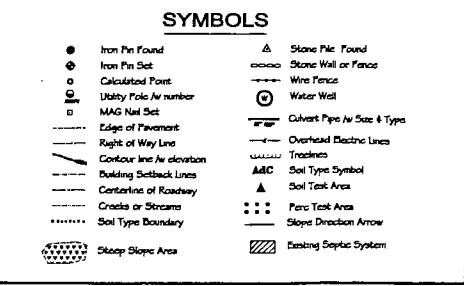 SYMBOLS
Iron Pin Found
Iron Pin Set
Calculated Point
Utility Pole /w number
MAG Nail Set
Edge of Pavement
Right of Way Line
Contour line /w elevation
Building Setback Lines
Centerline of Roadway
Creeks or Streams
Soil Type Boundary
Steep Slope Area
Stone Pile Found
Stone Wall or Fence
Wire Fence
W Water Well
Culvert Pipe /w Size & Type
Overhead Electric Lines
Treelines
AdC Soil Type Symbol
Soil Test Area
Perc Test Area
Slope Direction Arrow
Existing Septic System